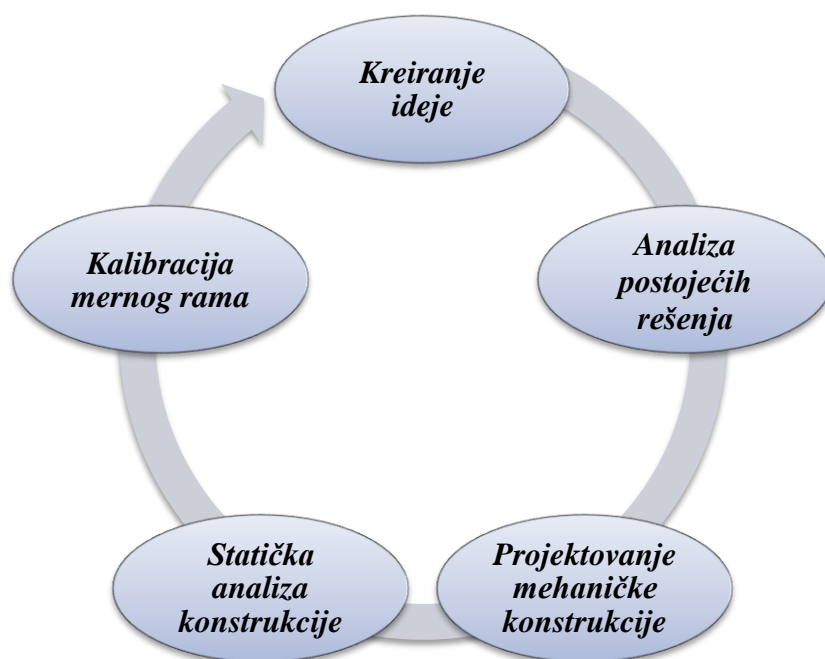 Kreiranje
ideje
Analiza
postojećih
rešenja
Projektovanje
mehaničke
konstrukcije
Statička
analiza
konstrukcije
Kalibracija
mernog rama